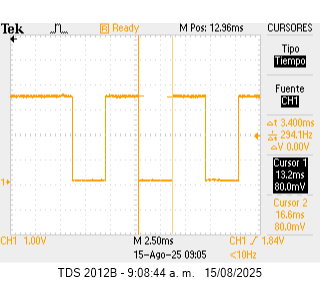 Tek Ready M Pos: 12.96ms CURSORES
Tipo
Tiempo
Fuente
CH1
Δt 3.400ms
1/Δt 294.1Hz
ΔV 0.00V
Cursor 1
13.2ms
80.0mV
Cursor 2
16.6ms
80.0mV
1
CH1 1.00V M 2.50ms CH1 / 1.84V
15-Ago-25 09:05 <10Hz
TDS 2012B - 9:08:44 a. m. 15/08/2025